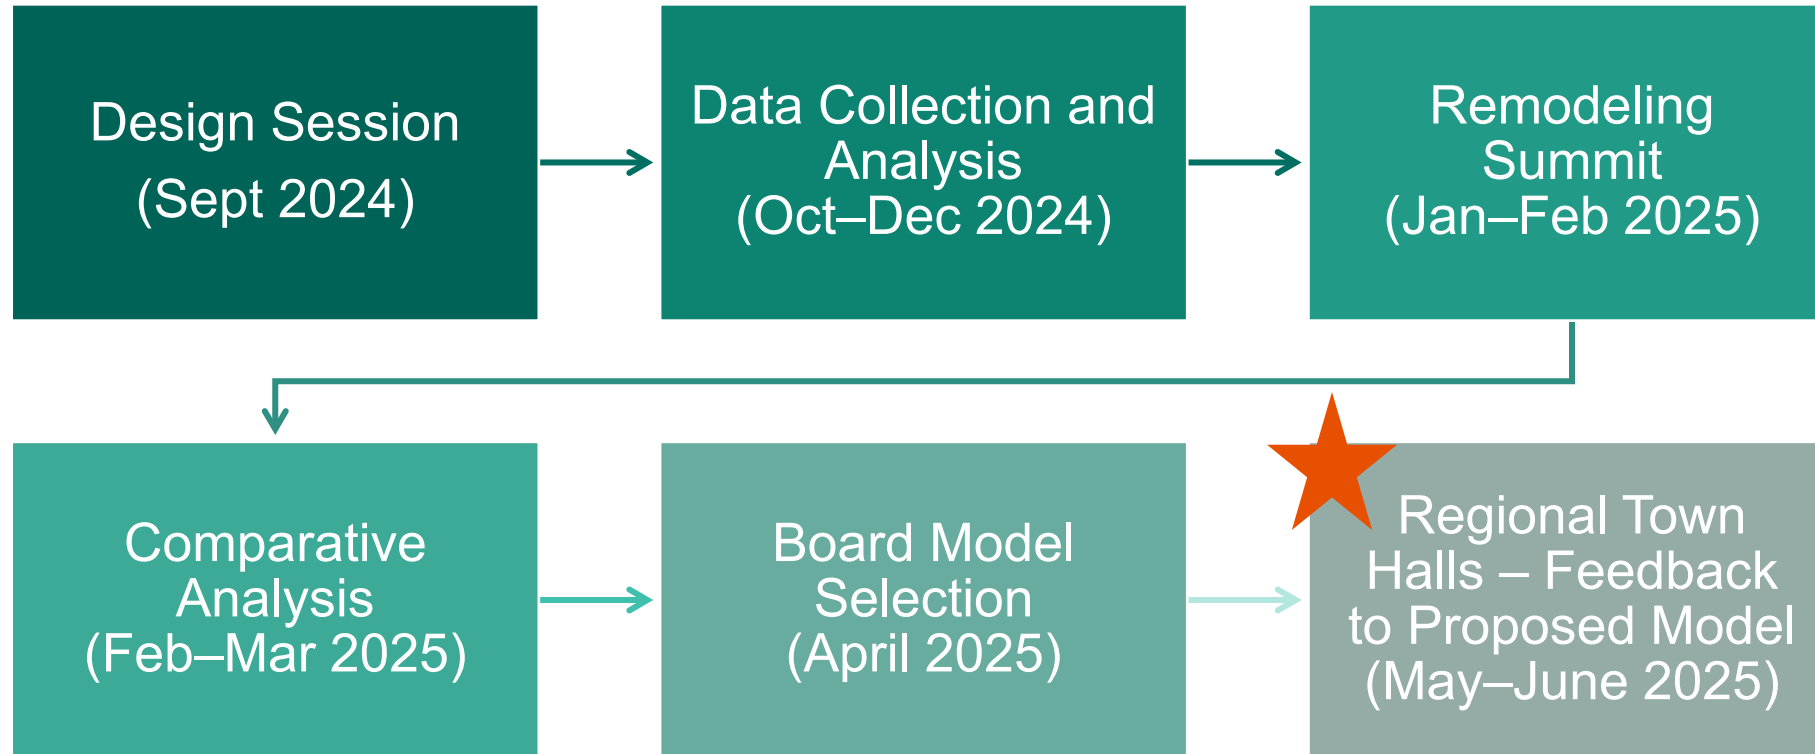 Design Session
(Sept 2024)
Data Collection and
Analysis
(Oct–Dec 2024)
Remodeling
Summit
(Jan–Feb 2025)
Comparative
Analysis
(Feb–Mar 2025)
Board Model
Selection
(April 2025)
Regional Town
Halls – Feedback
to Proposed Model
(May–June 2025)